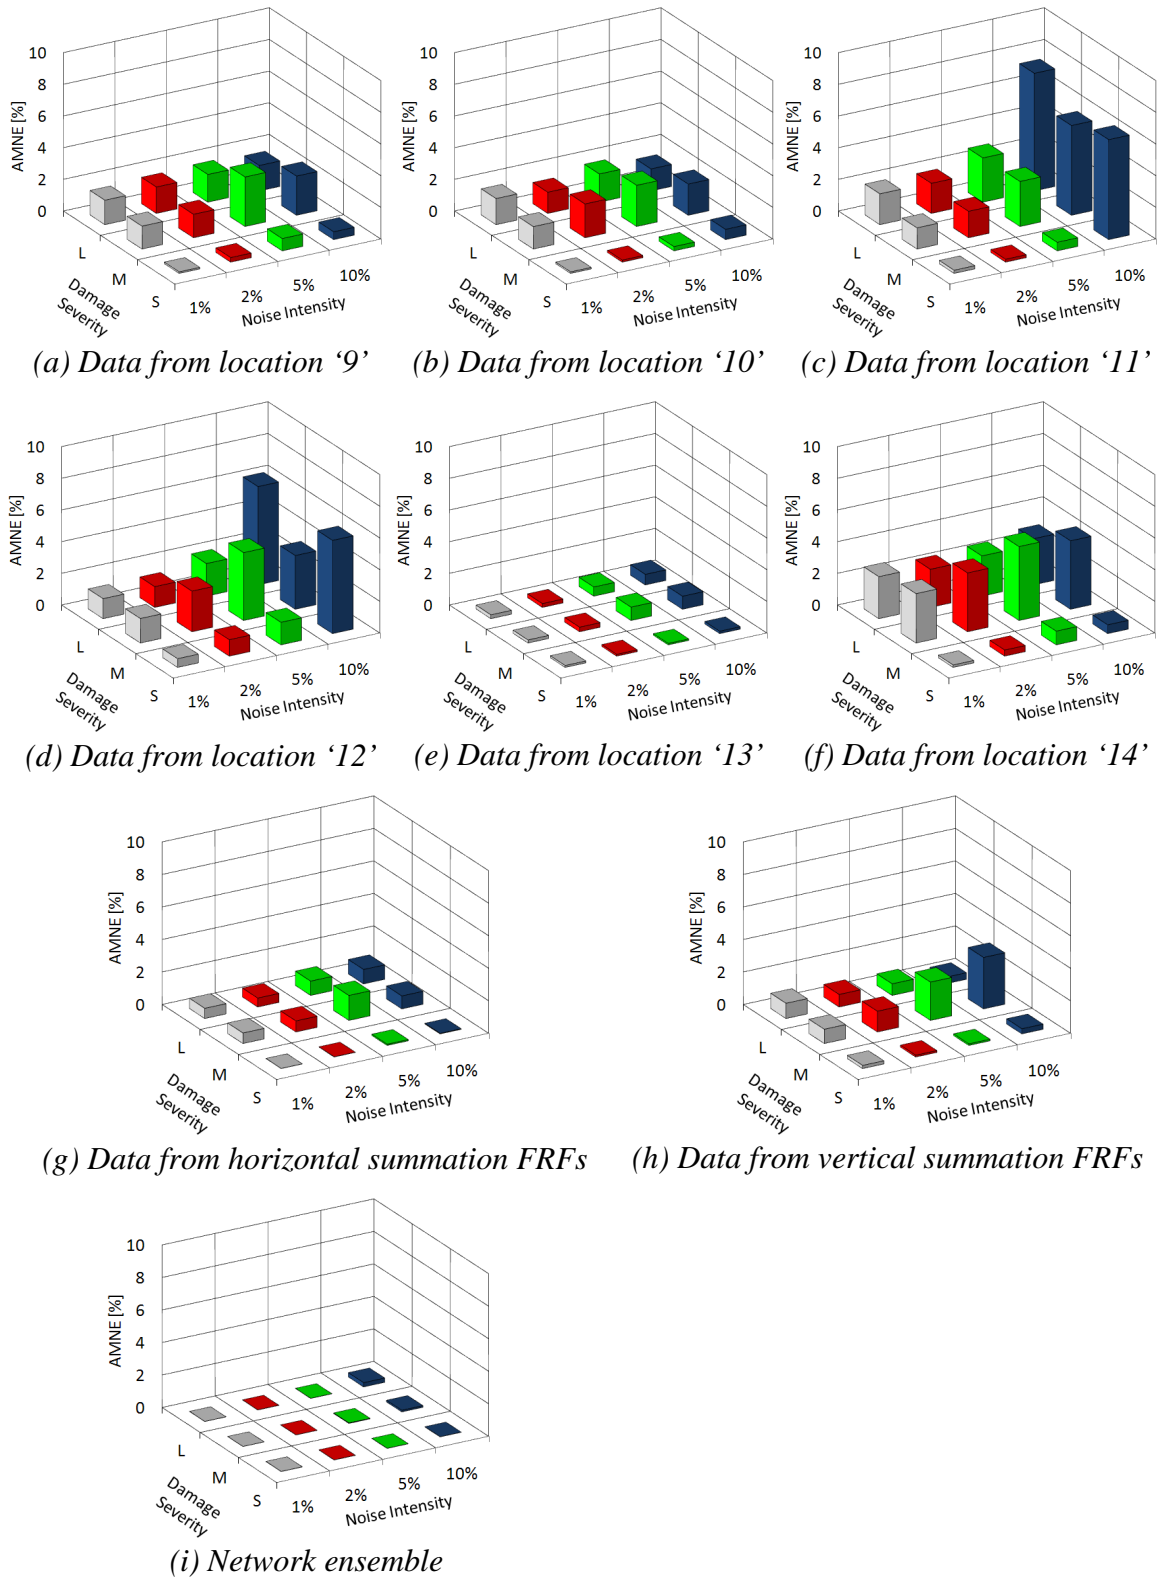 10 10 10
8 8 8
6 6 6
4 4 4
2 2 2
0 0 0
AMNE [%] AMNE [%] AMNE [%]
L M S L M S L M S
1% 2% 5% 10% 1% 2% 5% 10% 1% 2% 5% 10%
Damage Severity Noise Intensity Damage Severity Noise Intensity Damage Severity Noise Intensity
(a) Data from location ‘9’ (b) Data from location ‘10’ (c) Data from location ‘11’
10 10 10
8 8 8
6 6 6
4 4 4
2 2 2
0 0 0
AMNE [%] AMNE [%] AMNE [%]
L M S L M S L M S
1% 2% 5% 10% 1% 2% 5% 10% 1% 2% 5% 10%
Damage Severity Noise Intensity Damage Severity Noise Intensity Damage Severity Noise Intensity
(d) Data from location ‘12’ (e) Data from location ‘13’ (f) Data from location ‘14’
10 10
8 8
6 6
4 4
2 2
0 0
AMNE [%] AMNE [%]
L M S L M S
1% 2% 5% 10% 1% 2% 5% 10%
Damage Severity Noise Intensity Damage Severity Noise Intensity
(g) Data from horizontal summation FRFs (h) Data from vertical summation FRFs
10
8
6
4
2
0
AMNE [%]
L M S
1% 2% 5% 10%
Damage Severity Noise Intensity
(i) Network ensemble